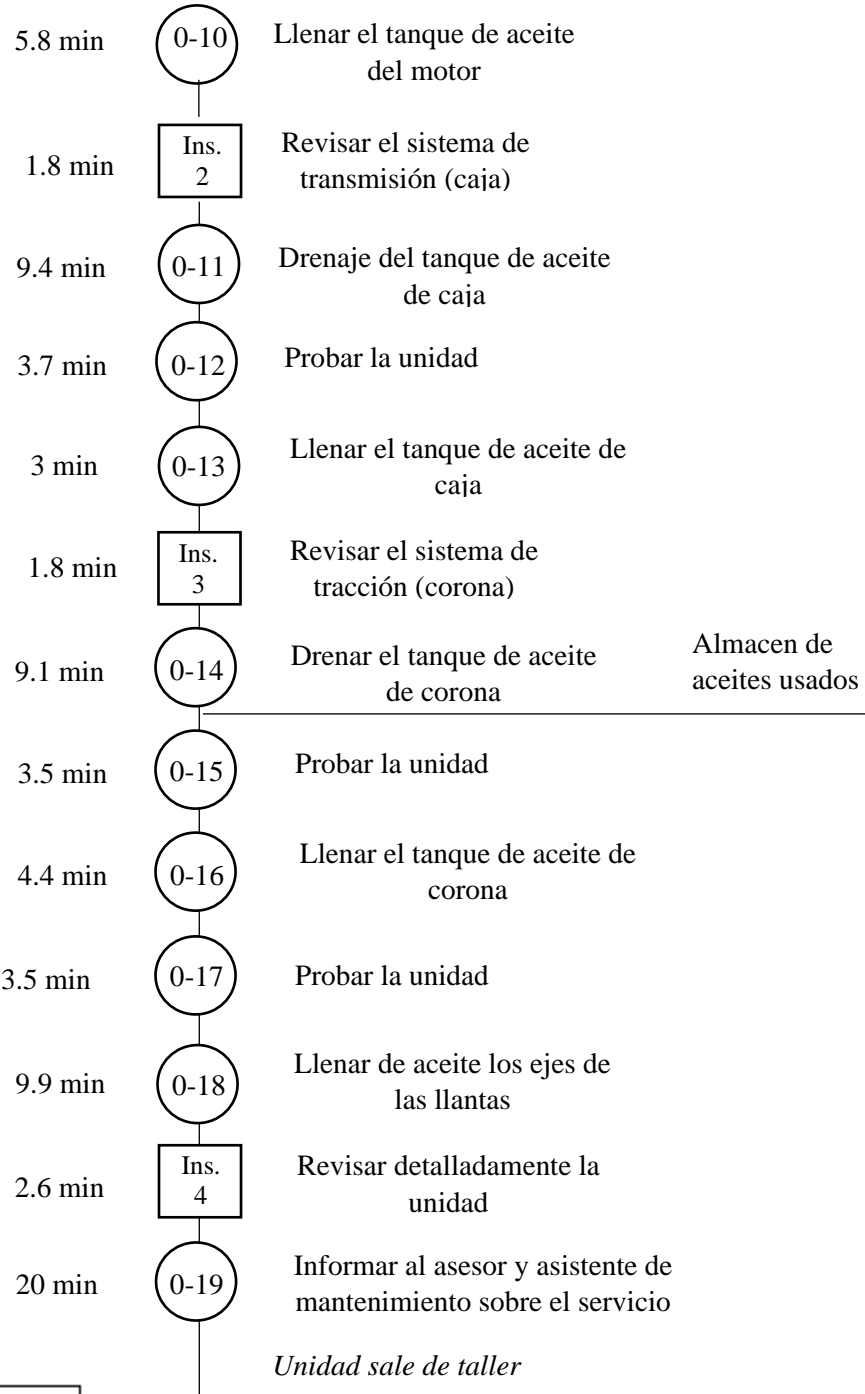 5.8 min
0-10
Llenar el tanque de aceite
del motor
1.8 min
Ins.
2
Revisar el sistema de
transmisión (caja)
9.4 min
0-11
Drenaje del tanque de aceite
de caja
3.7 min
0-12
Probar la unidad
3 min
0-13
Llenar el tanque de aceite de
caja
1.8 min
Ins.
3
Revisar el sistema de
tracción (corona)
9.1 min
0-14
Drenar el tanque de aceite
de corona
Almacen de
aceites usados
3.5 min
0-15
Probar la unidad
4.4 min
0-16
Llenar el tanque de aceite de
corona
3.5 min
0-17
Probar la unidad
9.9 min
0-18
Llenar de aceite los ejes de
las llantas
2.6 min
Ins.
4
Revisar detalladamente la
unidad
20 min
0-19
Informar al asesor y asistente de
mantenimiento sobre el servicio
Unidad sale de taller